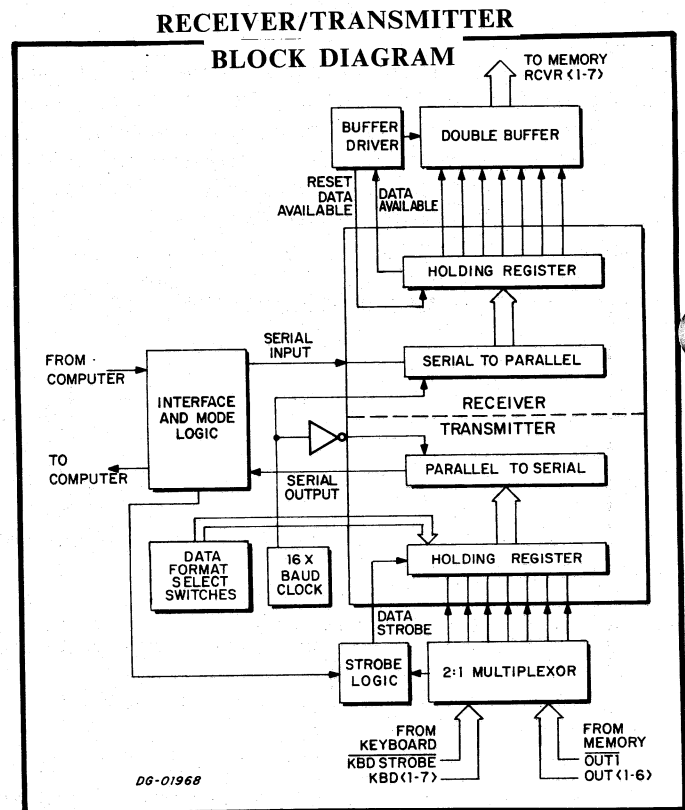 RECEIVER/TRANSMITTER
BLOCK DIAGRAM
TO MEMORY
RCVR <1-7>
BUFFER
DRIVER
DOUBLE BUFFER
RESET
DATA
AVAILABLE
DATA
AVAILABLE
HOLDING REGISTER
FROM
COMPUTER
SERIAL
INPUT
SERIAL TO PARALLEL
INTERFACE
AND MODE
LOGIC
RECEIVER
TRANSMITTER
TO
COMPUTER
SERIAL
OUTPUT
PARALLEL TO SERIAL
DATA
FORMAT
SELECT
SWITCHES
16 X
BAUD
CLOCK
HOLDING REGISTER
DATA
STROBE
STROBE
LOGIC
2:1 MULTIPLEXOR
FROM
KEYBOARD
KBD STROBE
KBD<1-7>
FROM
MEMORY
OUT1
OUT <1-6>
DG-01968